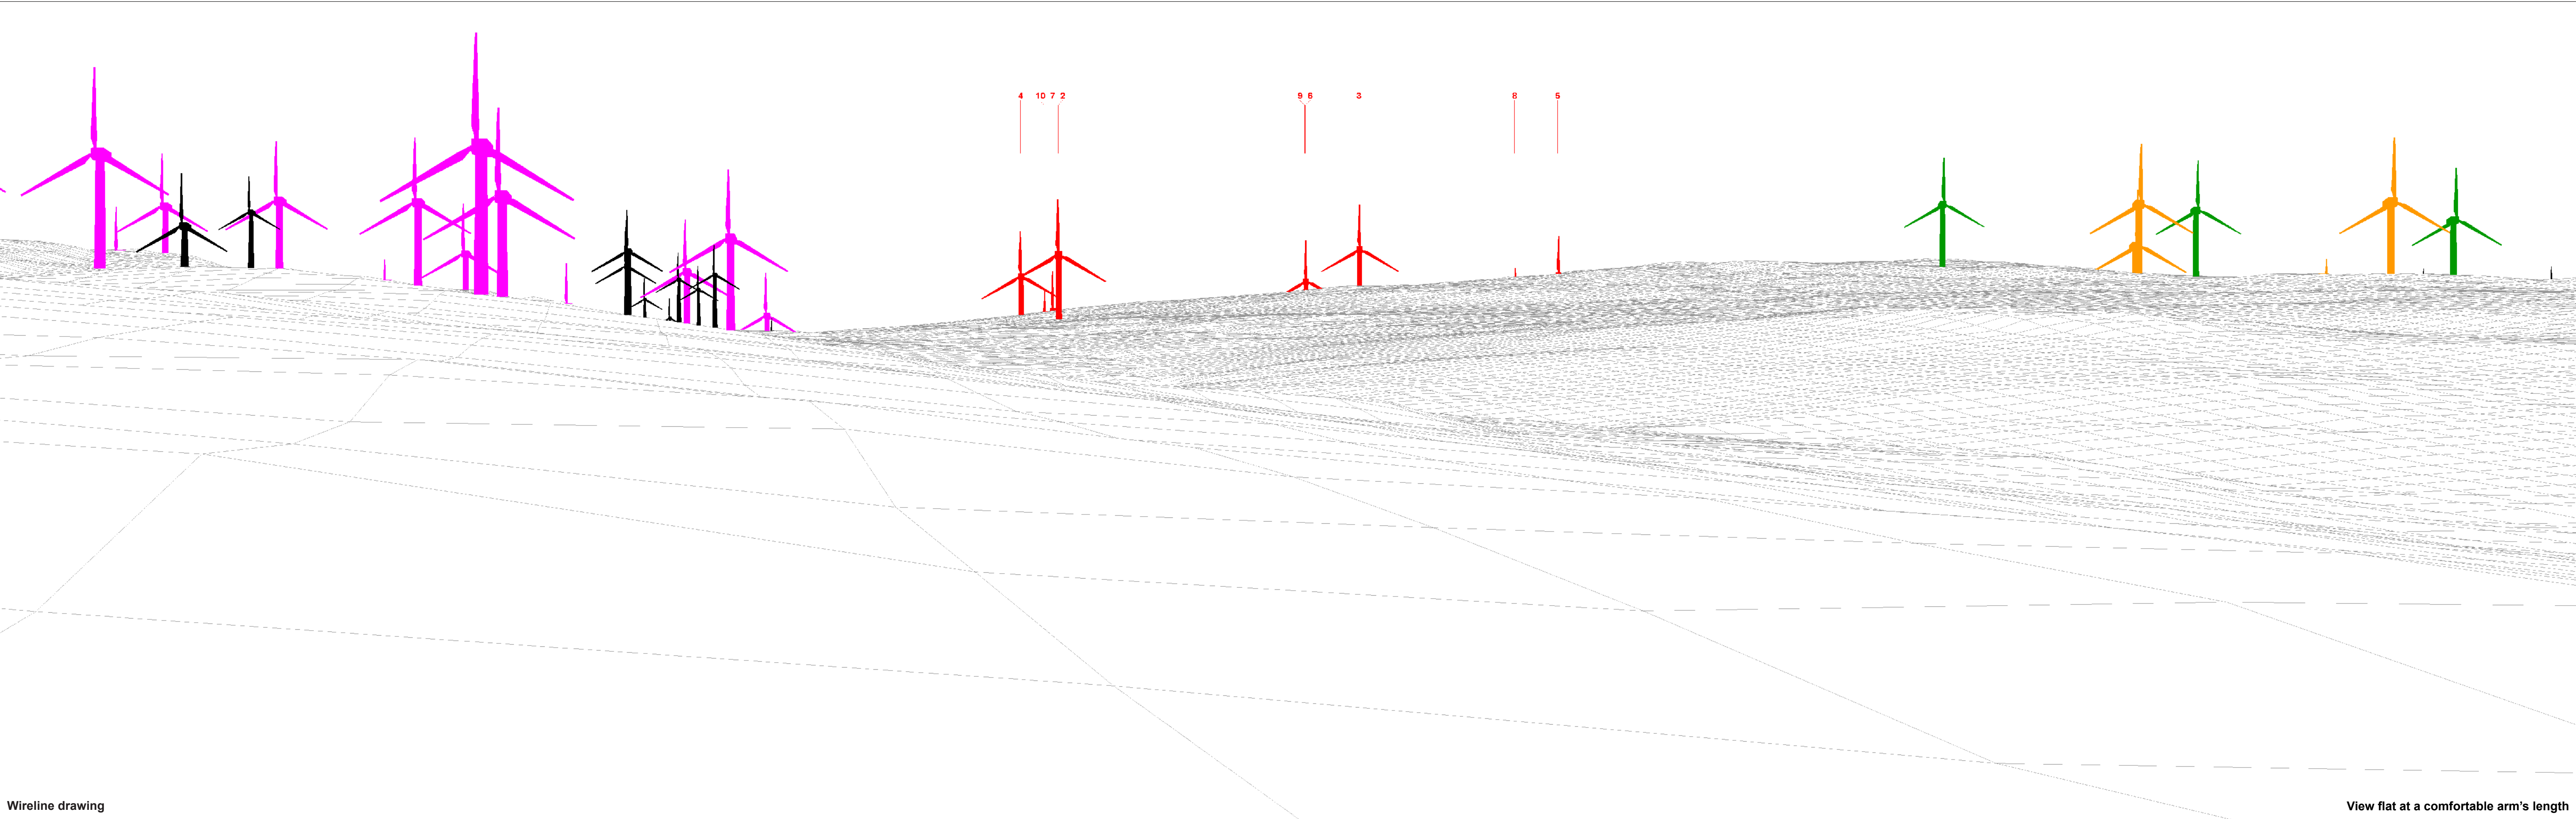 4 10 7 2 9 6 3 8 5
Wireline drawing
View flat at a comfortable arm's length